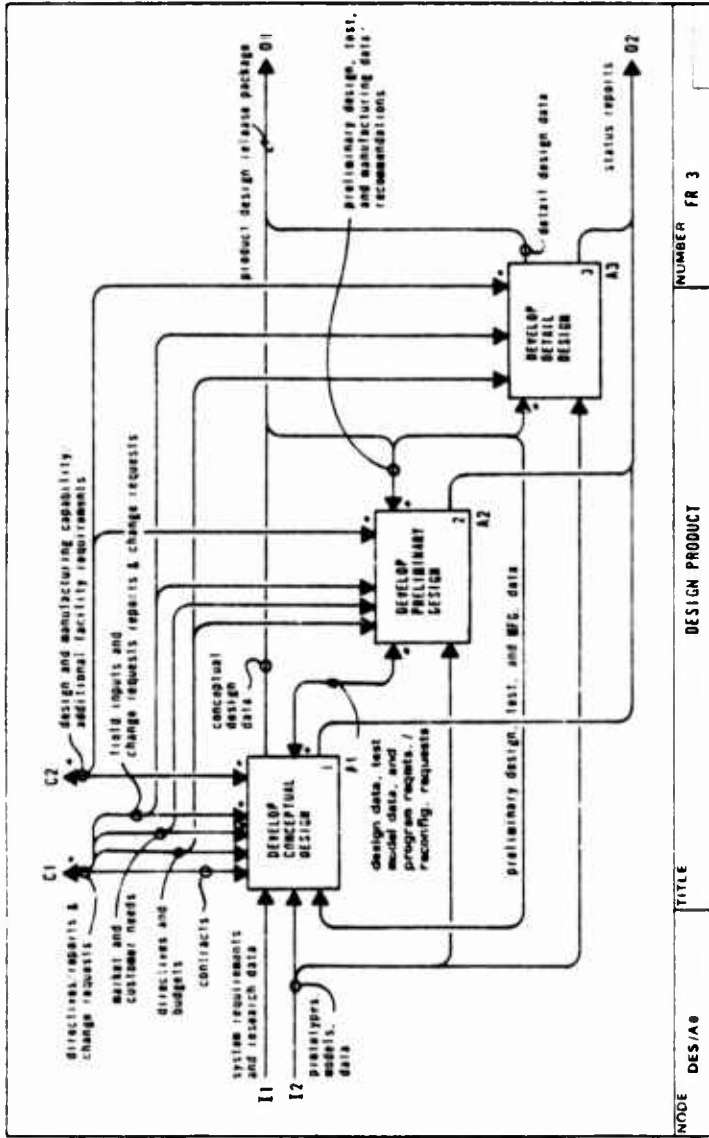 C1
C2
directives/reports &
change requests
market and
customer needs
directives and
budgets
contracts
design and manufacturing capability/
additional facility requirements
field inputs and
change requests reports & change requests
system requirements
and research data
I1
I2
prototypes
models,
data
DEVELOP
CONCEPTUAL
DESIGN
1
A1
conceptual
design
data
design data, test
model data, and
program reqmts./
reconfig. requests
DEVELOP
PRELIMINARY
DESIGN
2
A2
preliminary design, test, and MFG. data
product design release package
O1
preliminary design, test,
and manufacturing data/
recommendations
DEVELOP
DETAIL
DESIGN
3
A3
detail design data
status reports
O2
NODE DES/A0
TITLE
DESIGN PRODUCT
NUMBER
FR 3